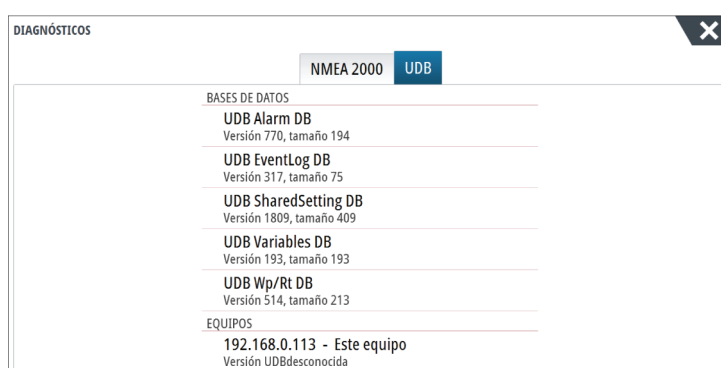 DIAGNÓSTICOS
NMEA 2000 UDB
BASES DE DATOS
UDB Alarm DB
Versión 770, tamaño 194
UDB EventLog DB
Versión 317, tamaño 75
UDB SharedSetting DB
Versión 1809, tamaño 409
UDB Variables DB
Versión 193, tamaño 193
UDB Wp/Rt DB
Versión 514, tamaño 213
EQUIPOS
192.168.0.113 - Este equipo
Versión UDBdesconocida